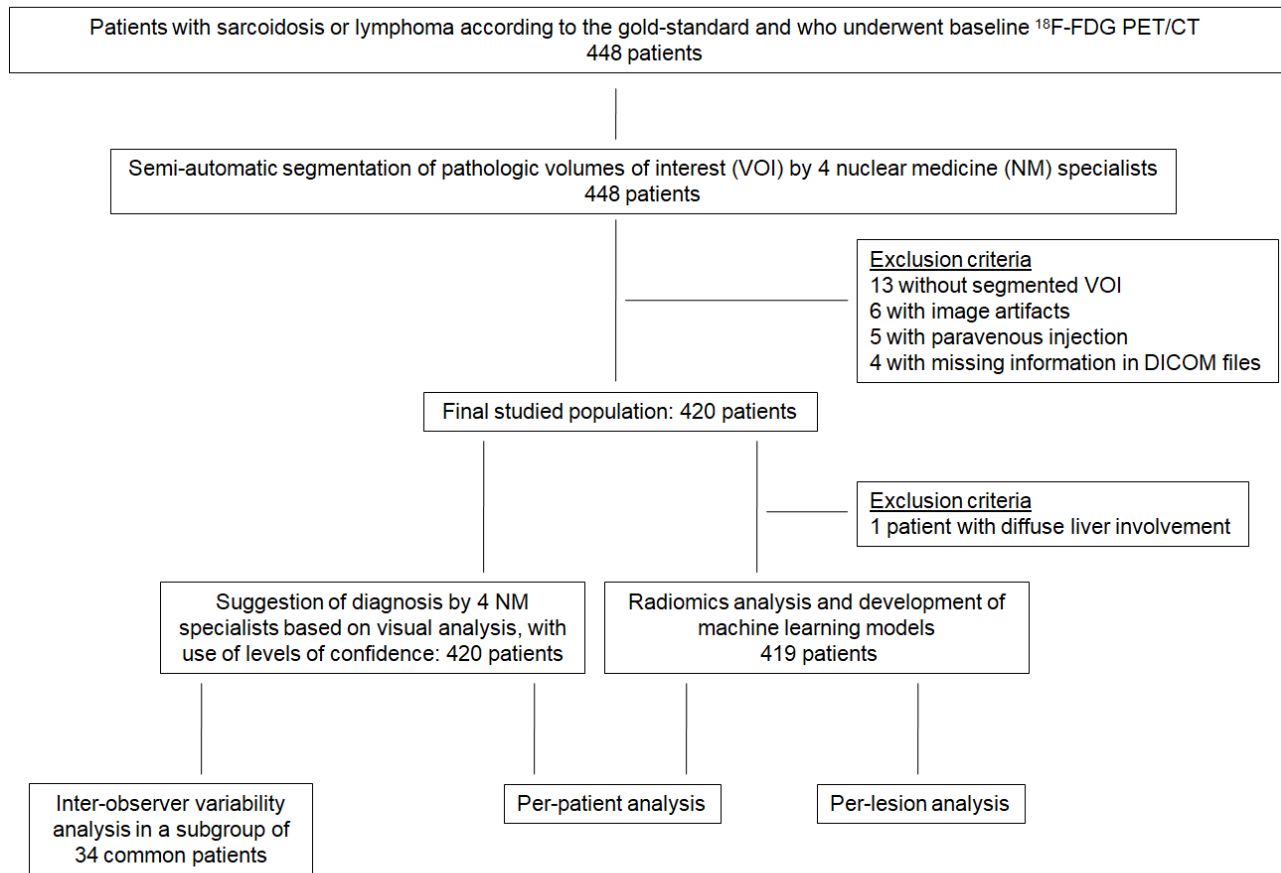 Patients with sarcoidosis or lymphoma according to the gold-standard and who underwent baseline ¹⁸F-FDG PET/CT
448 patients
Semi-automatic segmentation of pathologic volumes of interest (VOI) by 4 nuclear medicine (NM) specialists
448 patients
Exclusion criteria
13 without segmented VOI
6 with image artifacts
5 with paravenous injection
4 with missing information in DICOM files
Final studied population: 420 patients
Exclusion criteria
1 patient with diffuse liver involvement
Suggestion of diagnosis by 4 NM
specialists based on visual analysis, with
use of levels of confidence: 420 patients
Radiomics analysis and development of
machine learning models
419 patients
Inter-observer variability
analysis in a subgroup of
34 common patients
Per-patient analysis
Per-lesion analysis